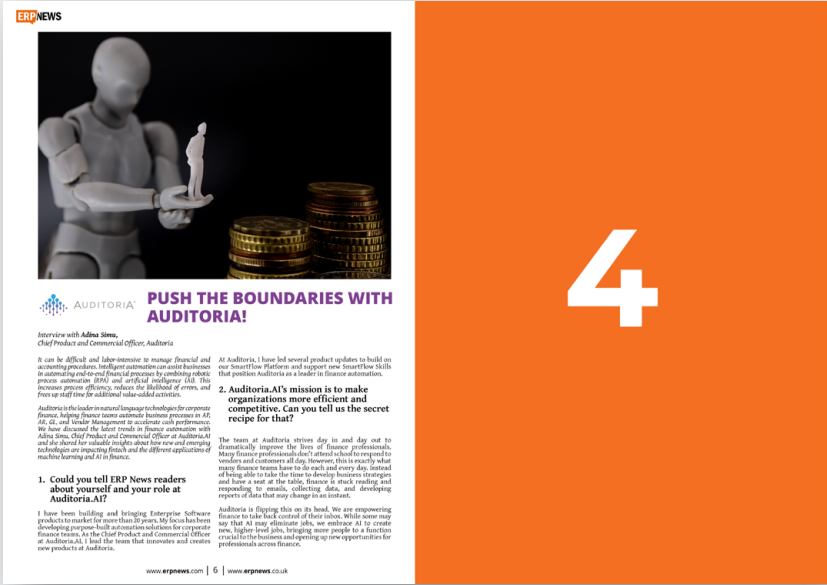 ERPNEWS
AUDITORIA
PUSH THE BOUNDARIES WITH
AUDITORIA!
Interview with Adina Simu,
Chief Product and Commercial Officer, Auditoria
It can be difficult and labor-intensive to manage financial and
accounting procedures. Intelligent automation can assist businesses
in automating end-to-end financial processes by combining robotic
process automation (RPA) and artificial intelligence (AI). This
increases process efficiency, reduces the likelihood of errors, and
frees up staff time for additional value-added activities.
Auditoria is the leader in natural language technologies for corporate
finance, helping finance teams automate business processes in AP,
AR, GL, and Vendor Management to accelerate cash performance.
We have discussed the latest trends in finance automation with
Adina Simu, Chief Product and Commercial Officer at Auditoria.AI
and she shared her valuable insights about how new and emerging
technologies are impacting fintech and the different applications of
machine learning and AI in finance.
1. Could you tell ERP News readers
about yourself and your role at
Auditoria.AI?
I have been building and bringing Enterprise Software
products to market for more than 20 years. My focus has been
developing purpose-built automation solutions for corporate
finance teams. As the Chief Product and Commercial Officer
at Auditoria.AI, I lead the team that innovates and creates
new products at Auditoria.
At Auditoria, I have led several product updates to build on
our SmartFlow Platform and support new SmartFlow Skills
that position Auditoria as a leader in finance automation.
2. Auditoria.AI's mission is to make
organizations more efficient and
competitive. Can you tell us the secret
recipe for that?
The team at Auditoria strives day in and day out to
dramatically improve the lives of finance professionals.
Many finance professionals don't attend school to respond to
vendors and customers all day. However, this is exactly what
many finance teams have to do each and every day. Instead
of being able to take the time to develop business strategies
and have a seat at the table, finance is stuck reading and
responding to emails, collecting data, and developing
reports of data that may change in an instant.
Auditoria is flipping this on its head. We are empowering
finance to take back control of their inbox. While some may
say that AI may eliminate jobs, we embrace AI to create
new, higher-level jobs, bringing more people to a function
crucial to the business and opening up new opportunities for
professionals across finance.
www.erpnews.com | 6 | www.erpnews.co.uk
4